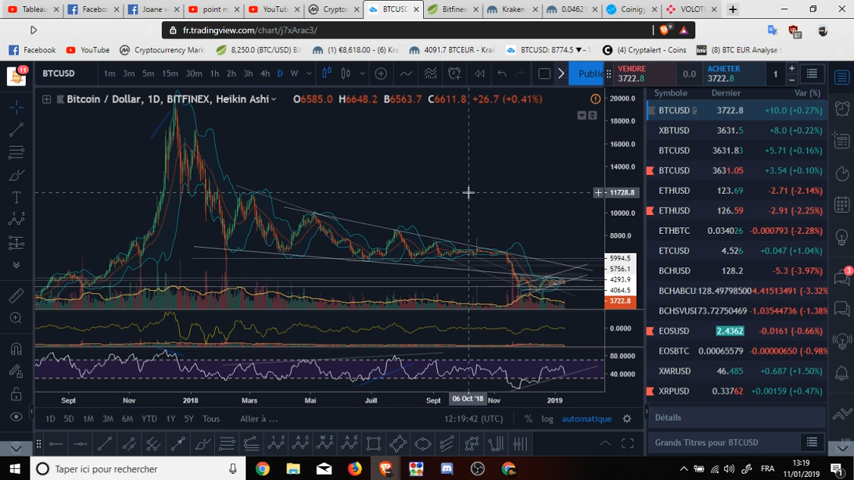 Tableau
Facebook
Joane v
point m
YouTube
Crypto
BTCUSD
Bitfinex
Kraken
0.0462
Coinigy
VOLOT
fr.tradingview.com/chart/j7xArac3/
Facebook
YouTube
Cryptocurrency Mark
8,250.0 (BTC/USD) Bi
(1) €8,618.00 - (Krak
4091.7 BTCEUR - Krak
BTCUSD: 8774.5 ▼−1
(4) Cryptalert - Coins
(8) BTC EUR Analyse
BTCUSD
1m 3m 5m 15m 30m 1h 2h 3h 4h D W
Publie
VENDRE
3722.8
0.0
ACHETER
3722.8
1
Bitcoin / Dollar, 1D, BITFINEX, Heikin Ashi
O6585.0 H6648.2 B6563.7 C6611.8 +26.7 (+0.41%)
Symbole Dernier Var (%)
BTCUSD 3722.8 +10.0 (+0.27%)
XBTUSD 3631.5 +8.0 (+0.22%)
BTCUSD 3631.83 +5.71 (+0.16%)
BTCUSD 3631.05 +3.54 (+0.10%)
ETHUSD 123.69 -2.71 (-2.14%)
ETHUSD 126.59 -2.91 (-2.25%)
ETHBTC 0.034026 -0.000793 (-2.28%)
ETCUSD 4.526 +0.047 (+1.04%)
BCHUSD 128.2 -5.3 (-3.97%)
BCHABCU 128.49798500 -4.41513491 (-3.32%
BCHSVUSI 73.72750469 -1.03544736 (-1.38%
EOSUSD 2.4362 -0.0161 (-0.66%)
EOSBTC 0.00065579 -0.00000650 (-0.98%
XMRUSD 46.485 +0.687 (+1.50%)
XRPUSD 0.33762 +0.00159 (+0.47%)
Détails
Grands Titres pour BTCUSD
20000.0
18000.0
16000.0
14000.0
11728.8
10000.0
8000.0
5994.5
5756.1
4293.9
4064.5
3722.8
0.0000
80.0000
40.0000
Sept Nov 2018 Mars Mai Juill Sept 06 Oct '18 Nov 2019
1D 5D 1M 3M 6M YTD 1Y 5Y Tous Aller à ...
12:19:42 (UTC) % log automatique
11
3
Taper ici pour rechercher
FRA
13:19
11/01/2019